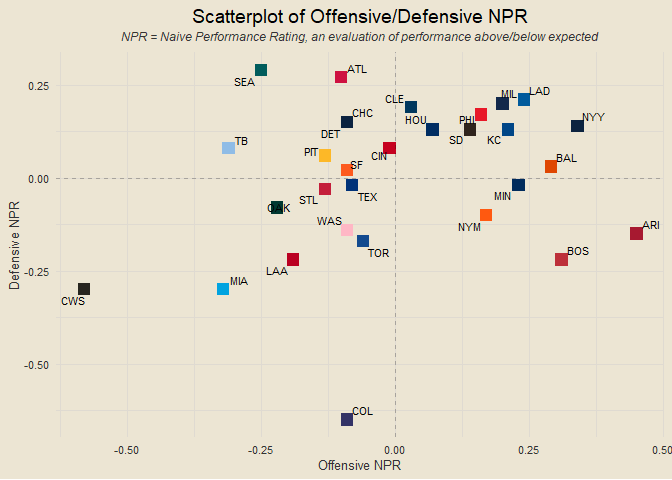 Scatterplot of Offensive/Defensive NPR
NPR = Naive Performance Rating, an evaluation of performance above/below expected
ATL
SEA
LAD
MIL
CLE
NYY
CHC
HOU
PHI
DET
SD
KC
TB
PIT
CIN
SF
BAL
TEX
MIN
STL
OAK
WAS
NYM
ARI
TOR
BOS
LAA
MIA
CWS
COL
0.25
0.00
-0.25
-0.50
Defensive NPR
-0.50
-0.25
0.00
0.25
0.50
Offensive NPR